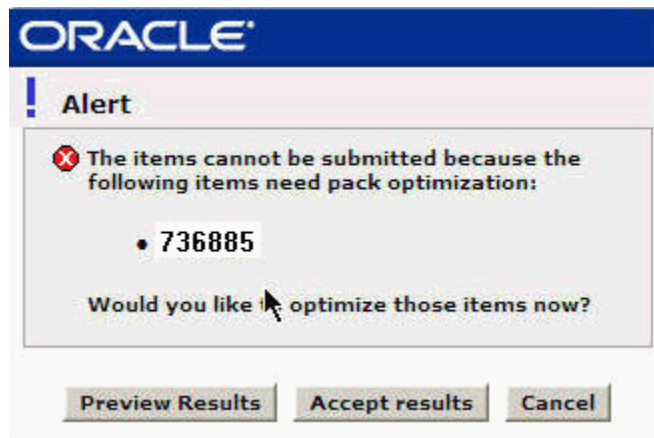 ORACLE
Alert
The items cannot be submitted because the
following items need pack optimization:
• 736885
Would you like optimize those items now?
Preview Results Accept results Cancel